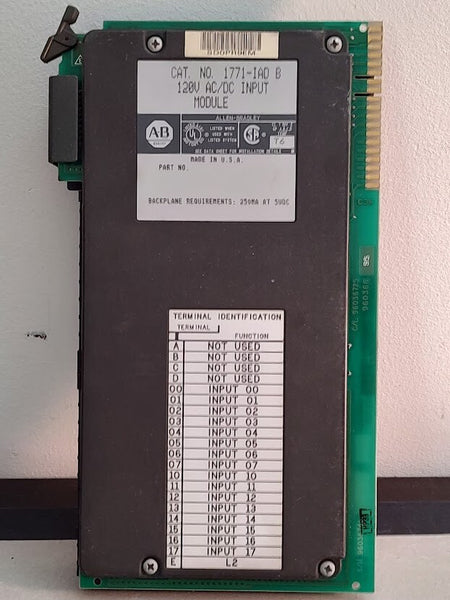 SDDPR9EM
CAT. NO. 1771-IAD B
120V AC/DC INPUT
MODULE
ALLEN-BRADLEY
AB
UL
LISTED WHEN
USED WITH
LISTED SYSTEM
T6
SEE DATA SHEET FOR INSTALLATION DETAILS
MADE IN U.S.A.
PART NO.
BACKPLANE REQUIREMENTS: 250MA AT 5VDC
TERMINAL IDENTIFICATION
TERMINAL
FUNCTION
A NOT USED
B NOT USED
C NOT USED
D NOT USED
00 INPUT 00
01 INPUT 01
02 INPUT 02
03 INPUT 03
04 INPUT 04
05 INPUT 05
06 INPUT 06
07 INPUT 07
10 INPUT 10
11 INPUT 11
12 INPUT 12
13 INPUT 13
14 INPUT 14
15 INPUT 15
16 INPUT 16
17 INPUT 17
E L2